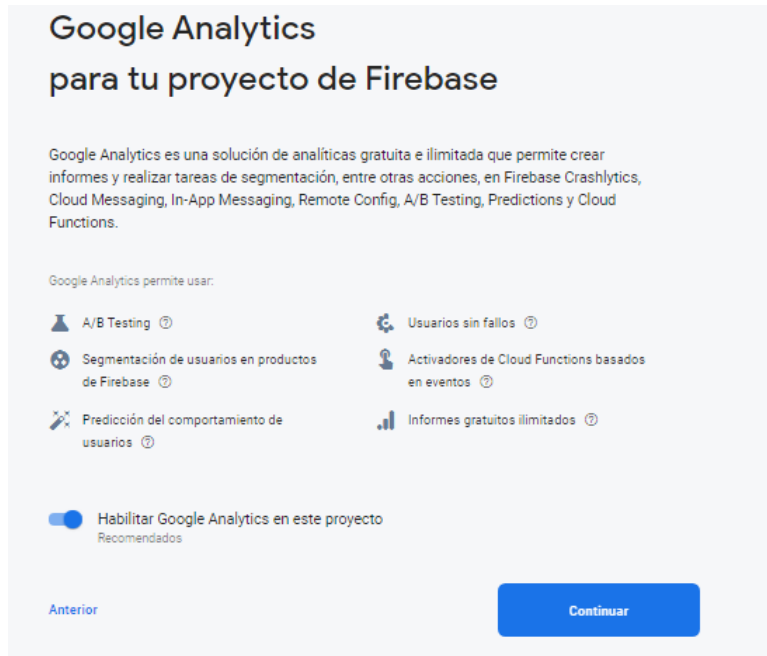 Google Analytics
para tu proyecto de Firebase
Google Analytics es una solución de analíticas gratuita e ilimitada que permite crear
informes y realizar tareas de segmentación, entre otras acciones, en Firebase Crashlytics,
Cloud Messaging, In-App Messaging, Remote Config, A/B Testing, Predictions y Cloud
Functions.
Google Analytics permite usar:
A/B Testing
Usuarios sin fallos
Segmentación de usuarios en productos
de Firebase
Activadores de Cloud Functions basados
en eventos
Predicción del comportamiento de
usuarios
Informes gratuitos ilimitados
Habilitar Google Analytics en este proyecto
Recomendados
Anterior
Continuar